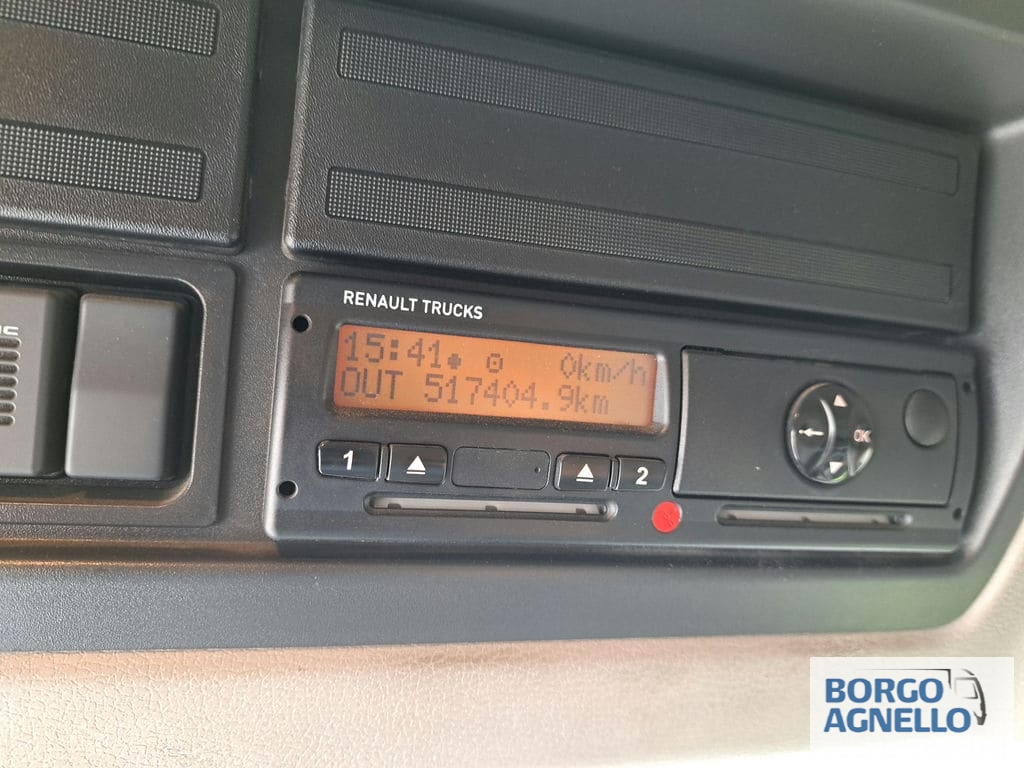 RENAULT TRUCKS
15:41 0km/h
OUT 517404.9km
1 2
OK
BORGO
AGNELLO